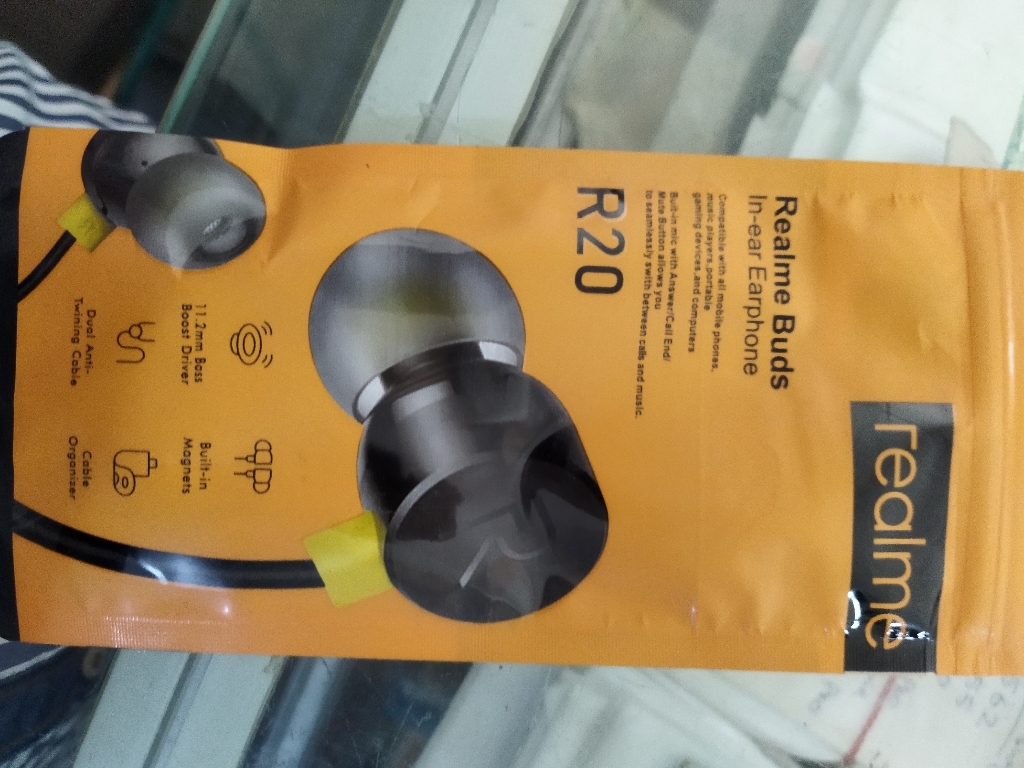 realme
Realme Buds
In-ear Earphone
Compatible with all mobile phones,
music players,portable
gaming devices,and computers
Built-in mic with Answer/Call End/
Mute Button allows you
to seamlessly swith between calls and music.
R20
11.2mm Bass
Boost Driver
Built-in
Magnets
Dual Anti-
Twining Cable
Cable
Organizer